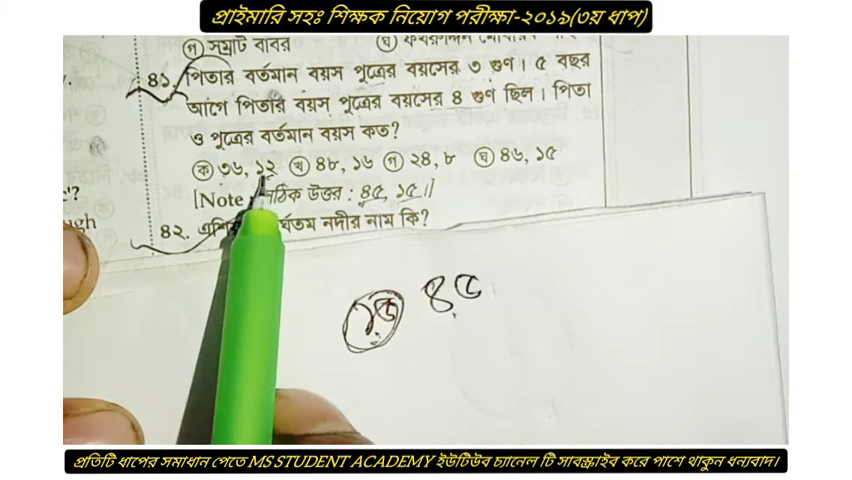 প্রাইমারি সহঃ শিক্ষক নিয়োগ পরীক্ষা-২০১৯(৩য় ধাপ)
গ সম্রাট বাবর ঘ
৪১. পিতার বর্তমান বয়স পুত্রের বয়সের ৩ গুণ। ৫ বছর
আগে পিতার বয়স পুত্রের বয়সের ৪ গুণ ছিল। পিতা
ও পুত্রের বর্তমান বয়স কত?
ক ৩৬, ১২ খ ৪৮, ১৬ গ ২৪, ৮ ঘ ৪৬, ১৫
[Note সঠিক উত্তর : ৪৫, ১৫।]
'?
ugh
৪২. নদীর নাম কি?
১৫ ৪৫
প্রতিটি ধাপের সমাধান পেতে MS STUDENT ACADEMY ইউটিউব চ্যানেল টি সাবস্ক্রাইব করে পাশে থাকুন ধন্যবাদ।